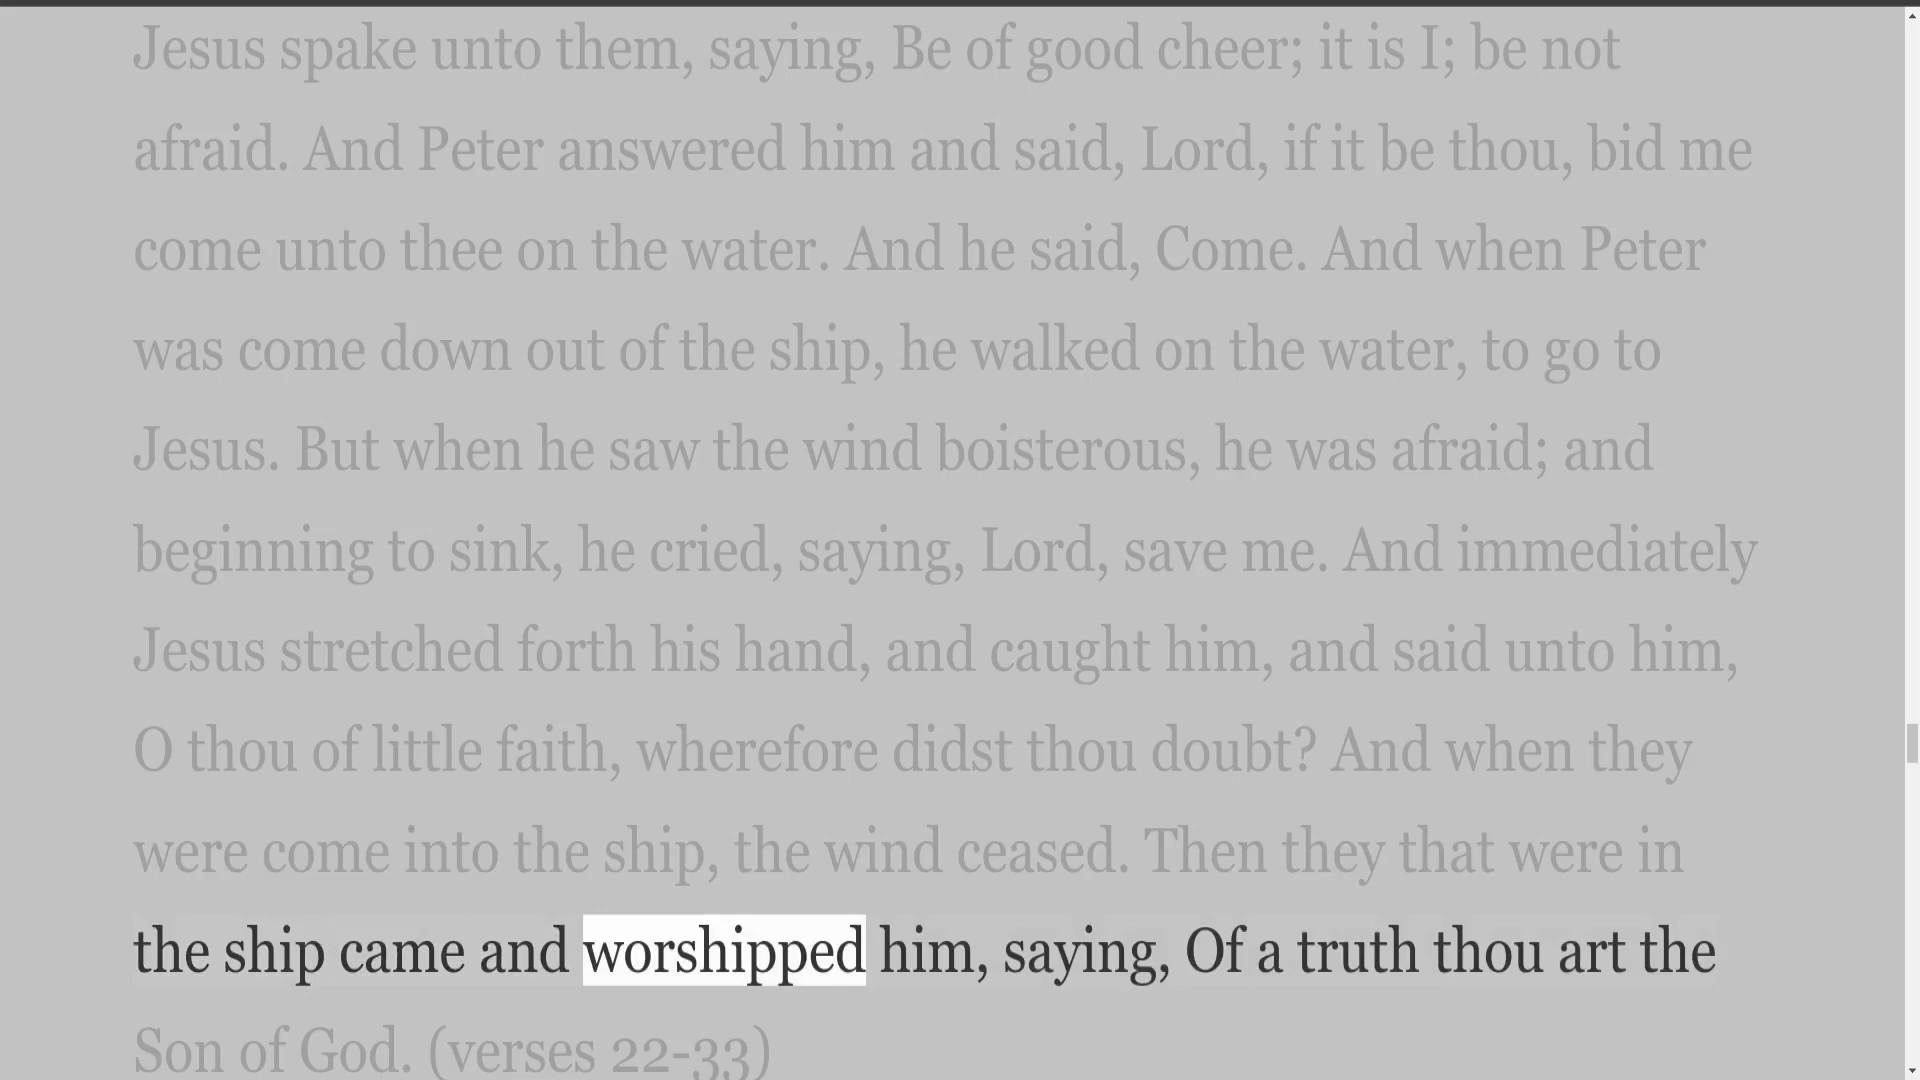 Jesus spake unto them, saying, Be of good cheer; it is I; be not
afraid. And Peter answered him and said, Lord, if it be thou, bid me
come unto thee on the water. And he said, Come. And when Peter
was come down out of the ship, he walked on the water, to go to
Jesus. But when he saw the wind boisterous, he was afraid; and
beginning to sink, he cried, saying, Lord, save me. And immediately
Jesus stretched forth his hand, and caught him, and said unto him,
O thou of little faith, wherefore didst thou doubt? And when they
were come into the ship, the wind ceased. Then they that were in
the ship came and worshipped him, saying, Of a truth thou art the
Son of God. (verses 22-33)